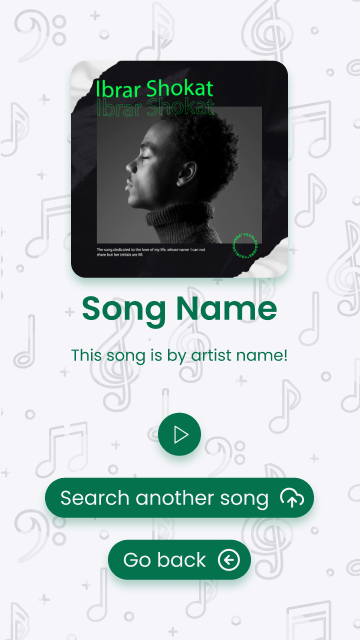 Ibrar Shokat
Ibrar Shokat
The song dedicated to the love of my life, whose name I can not
share but her initials are M.
Song Name
This song is by artist name!
Search another song
Go back